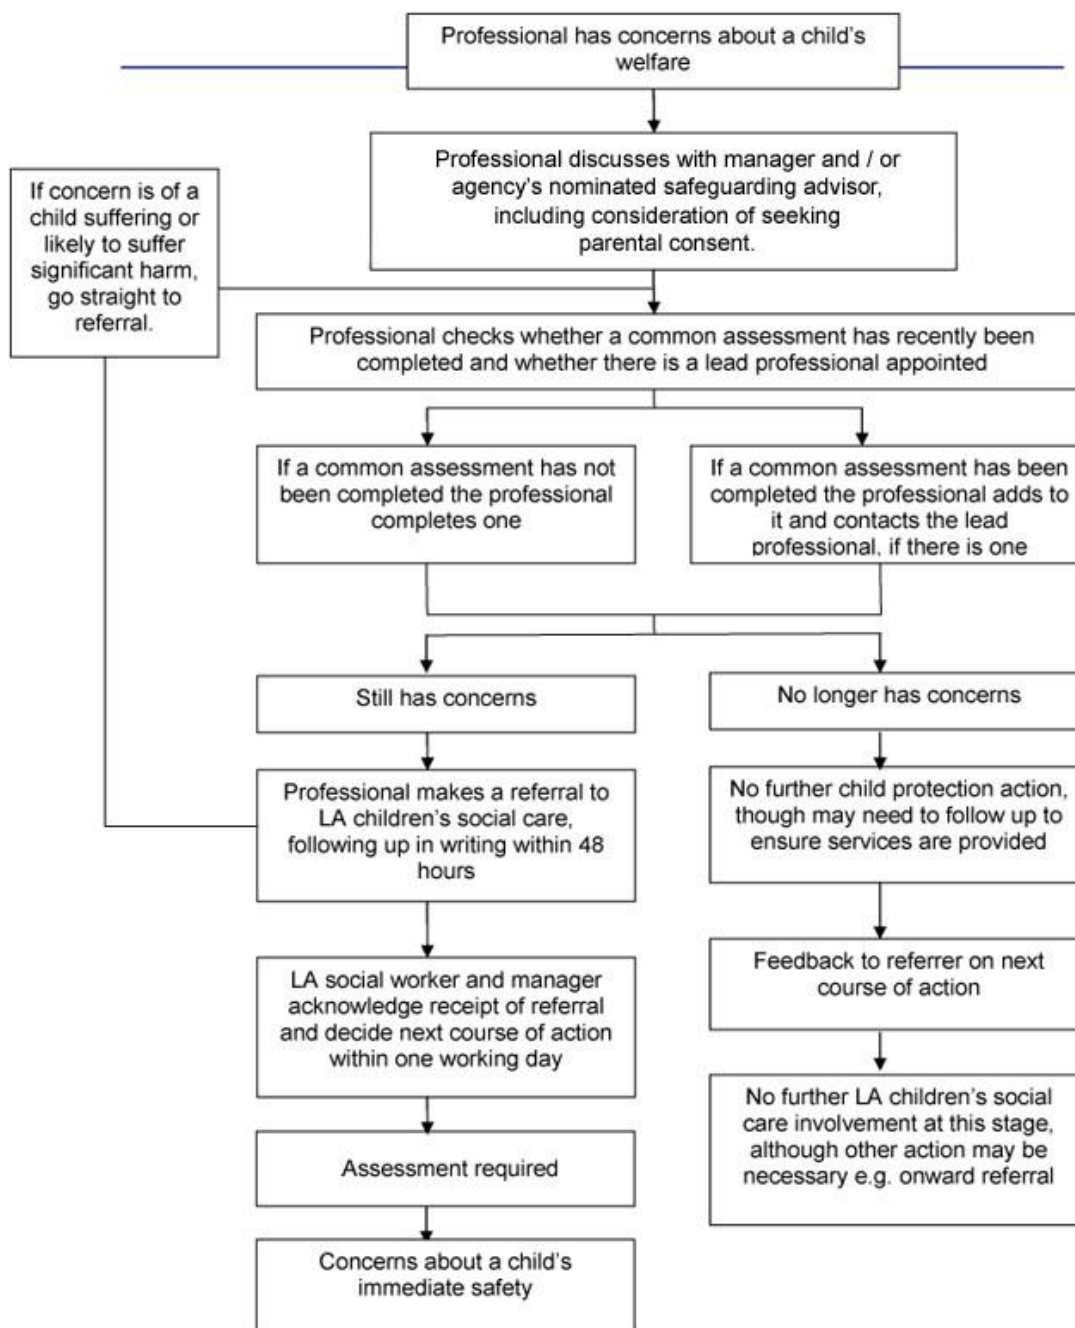 Professional has concerns about a child's
welfare
Professional discusses with manager and / or
agency's nominated safeguarding advisor,
including consideration of seeking
parental consent.
If concern is of a
child suffering or
likely to suffer
significant harm,
go straight to
referral.
Professional checks whether a common assessment has recently been
completed and whether there is a lead professional appointed
If a common assessment has not
been completed the professional
completes one
If a common assessment has been
completed the professional adds to
it and contacts the lead
professional, if there is one
Still has concerns
No longer has concerns
Professional makes a referral to
LA children's social care,
following up in writing within 48
hours
No further child protection action,
though may need to follow up to
ensure services are provided
LA social worker and manager
acknowledge receipt of referral
and decide next course of action
within one working day
Feedback to referrer on next
course of action
No further LA children's social
care involvement at this stage,
although other action may be
necessary e.g. onward referral
Assessment required
Concerns about a child's
immediate safety